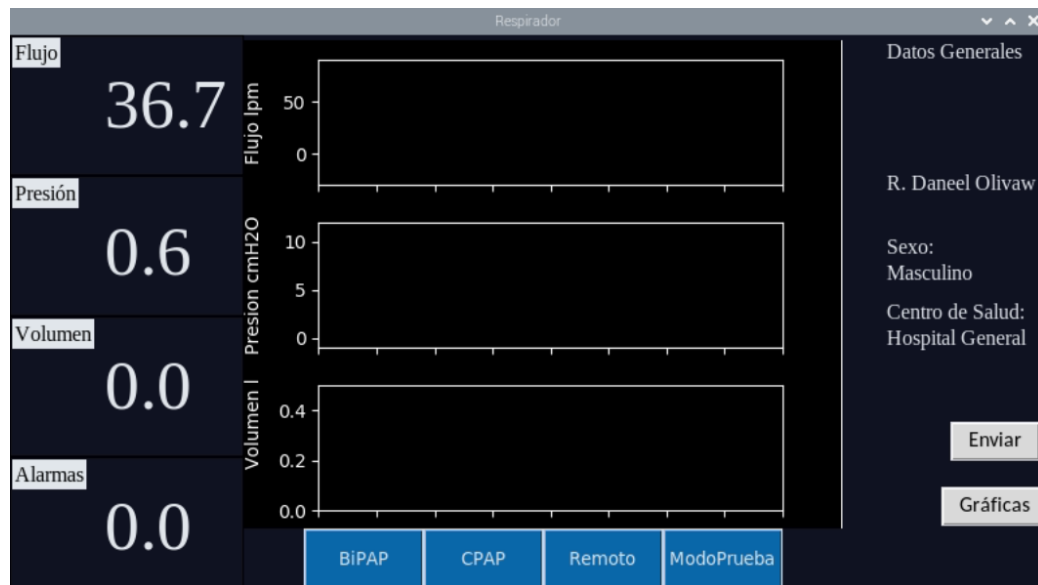 Respirador
Flujo
36.7
Presión
0.6
Volumen
0.0
Alarmas
0.0
Flujo lpm
50
0
Presion cmH2O
10
5
0
Volumen l
0.4
0.2
0.0
BiPAP
CPAP
Remoto
ModoPrueba
Datos Generales
R. Daneel Olivaw
Sexo:
Masculino
Centro de Salud:
Hospital General
Enviar
Gráficas